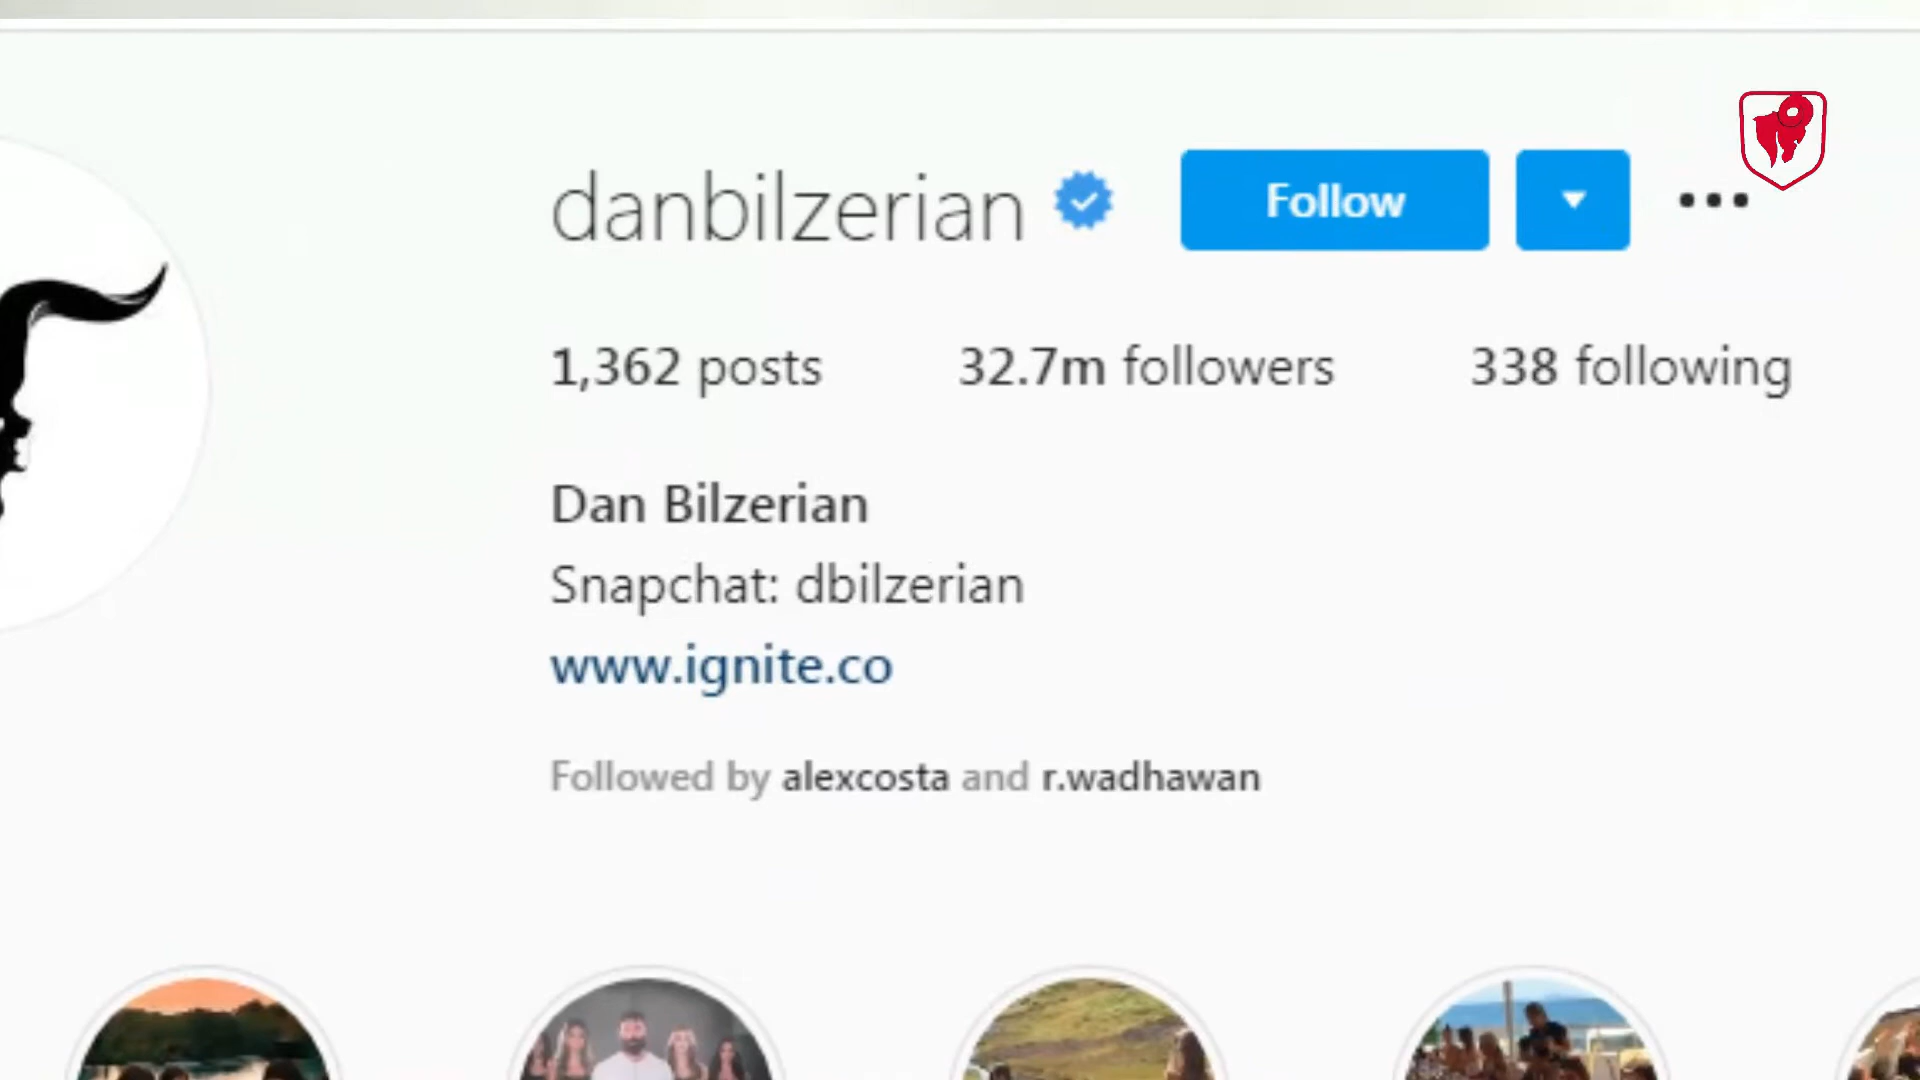 danbilzerian Follow
1,362 posts 32.7m followers 338 following
Dan Bilzerian
Snapchat: dbilzerian
www.ignite.co
Followed by alexcosta and r.wadhawan